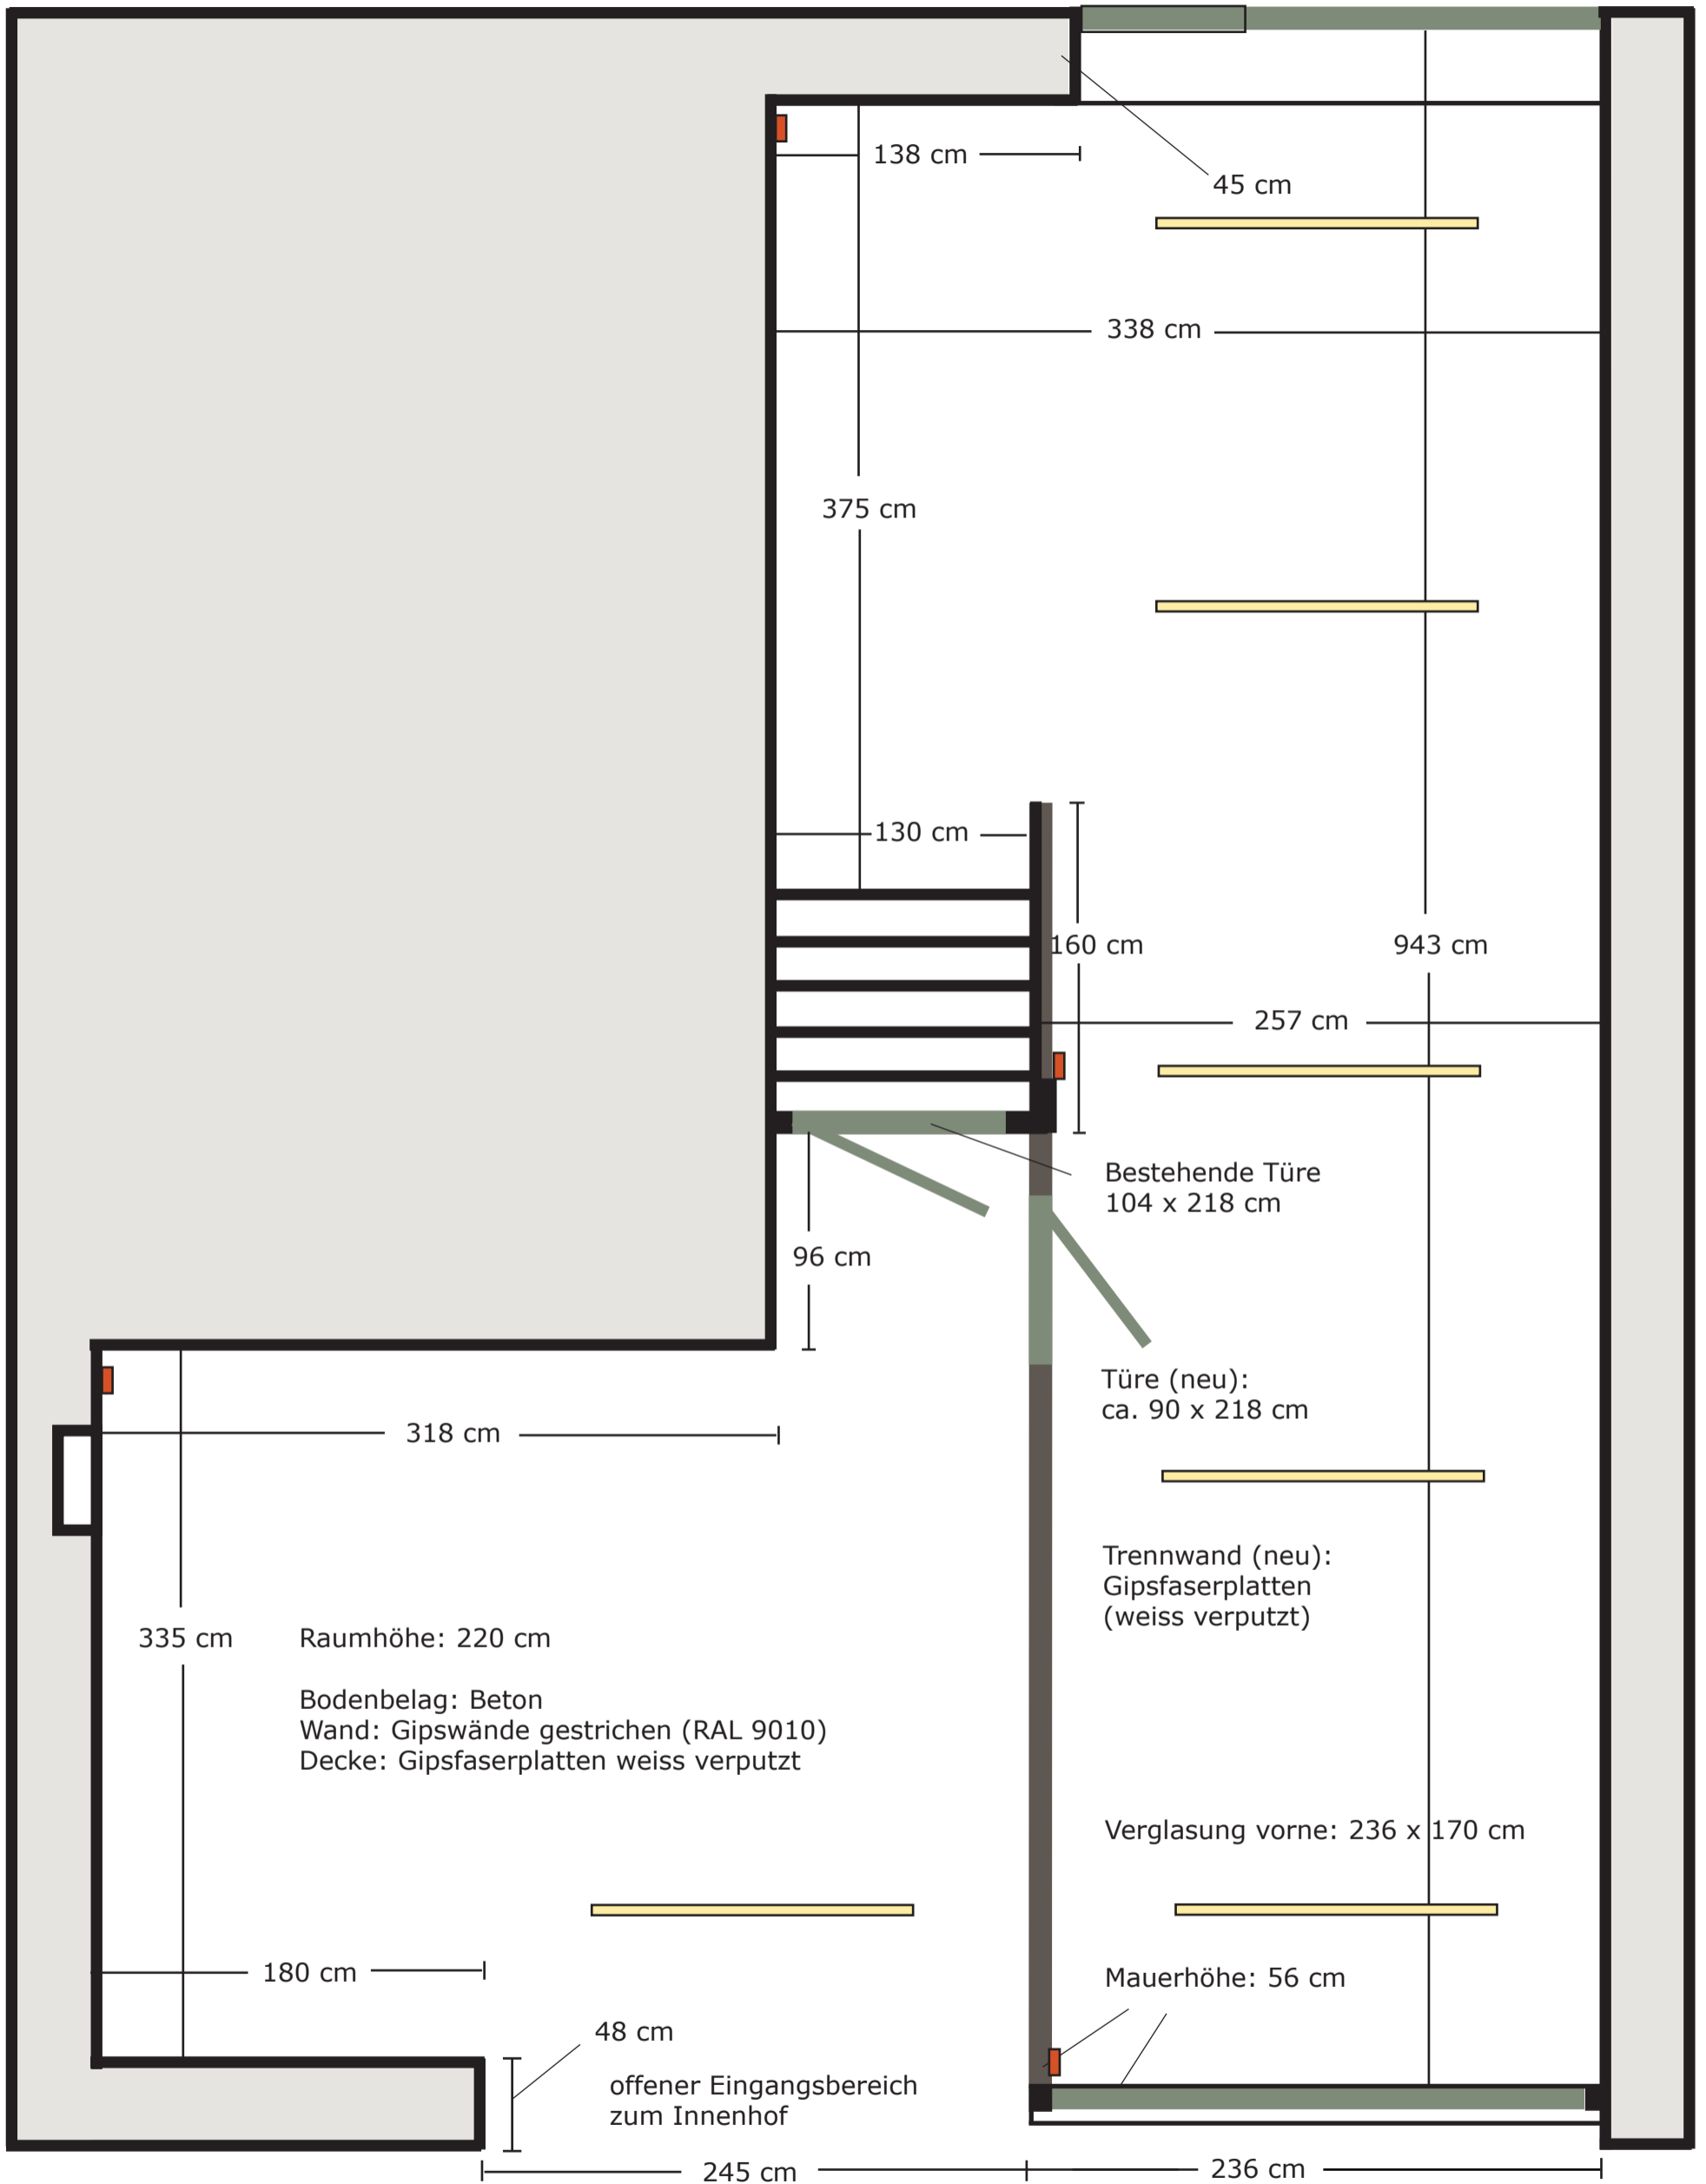 138 cm
45 cm
338 cm
375 cm
130 cm
160 cm
943 cm
257 cm
Bestehende Türe
104 x 218 cm
96 cm
Türe (neu):
ca. 90 x 218 cm
318 cm
Trennwand (neu):
Gipsfaserplatten
(weiss verputzt)
335 cm
Raumhöhe: 220 cm
Bodenbelag: Beton
Wand: Gipswände gestrichen (RAL 9010)
Decke: Gipsfaserplatten weiss verputzt
Verglasung vorne: 236 x 170 cm
180 cm
Mauerhöhe: 56 cm
48 cm
offener Eingangsbereich
zum Innenhof
245 cm
236 cm